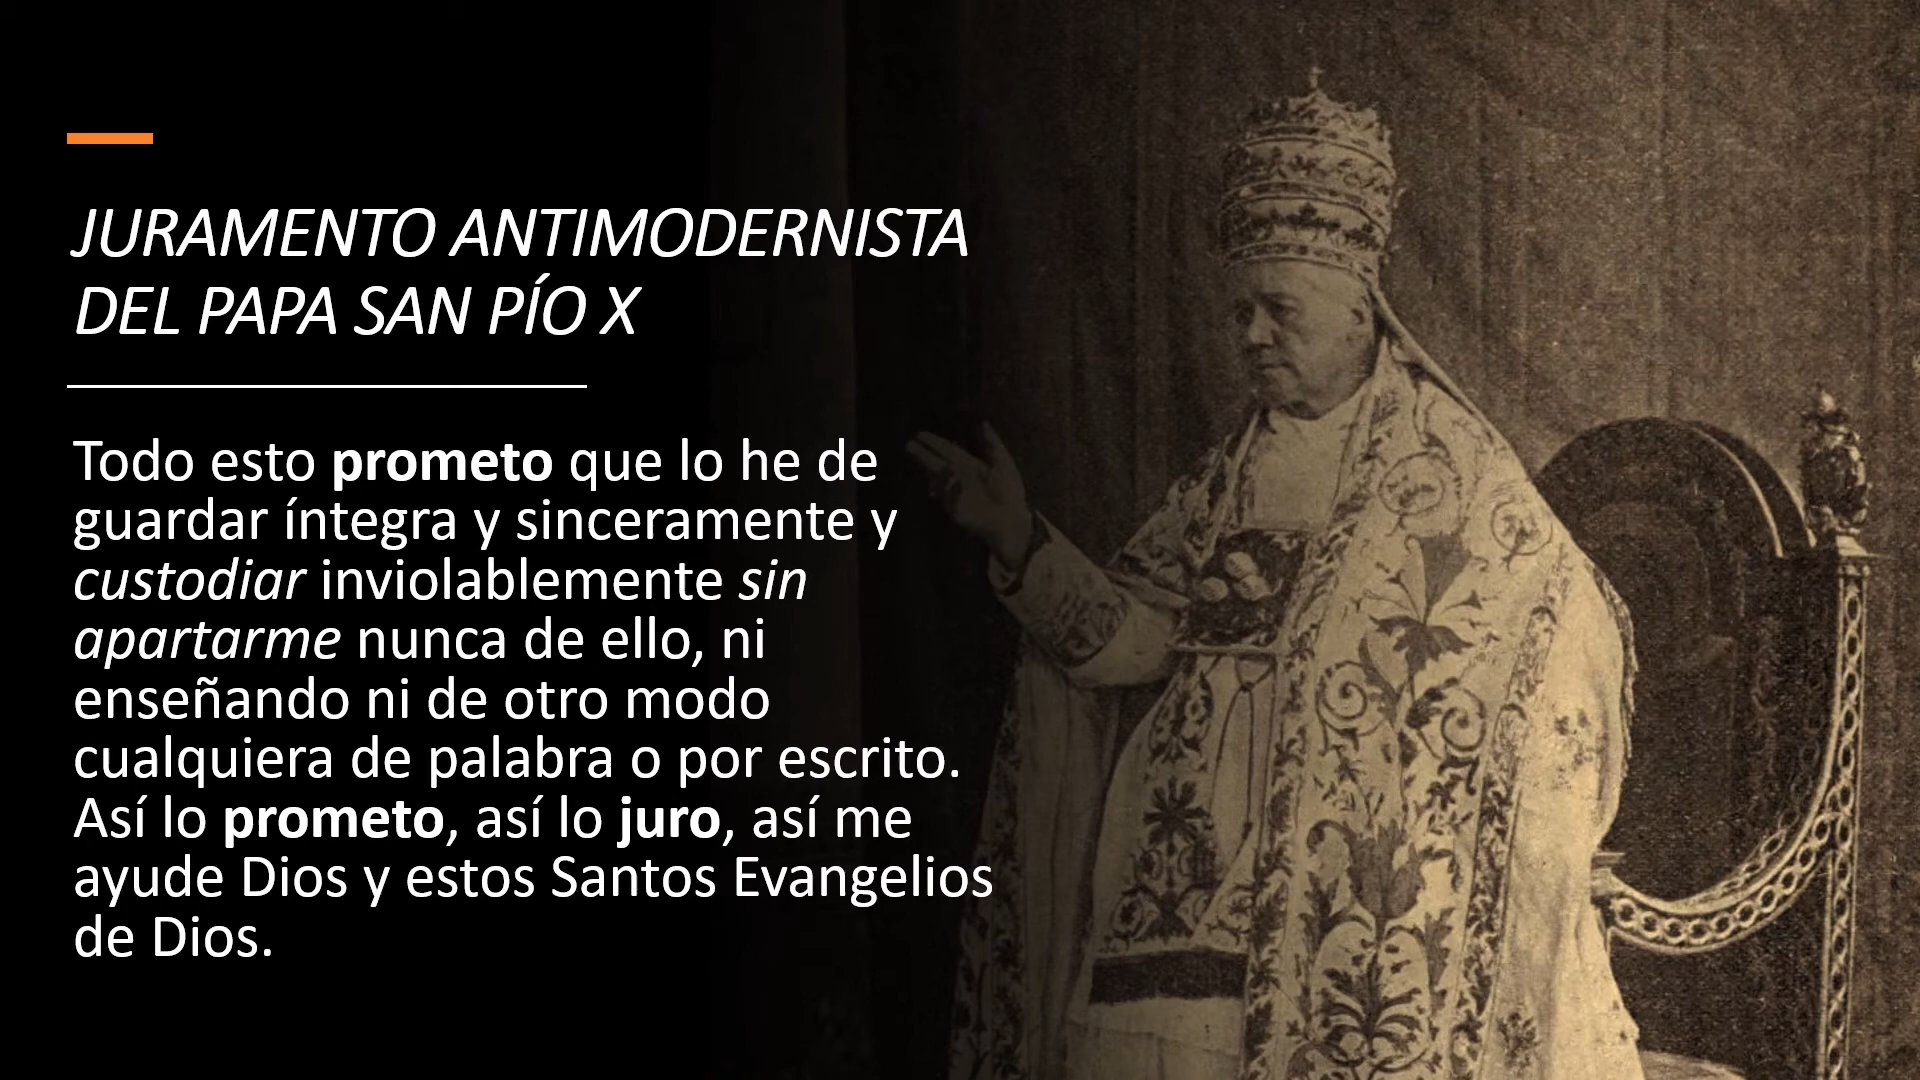 JURAMENTO ANTIMODERNISTA
DEL PAPA SAN PÍO X
Todo esto prometo que lo he de
guardar íntegra y sinceramente y
custodiar inviolablemente sin
apartarme nunca de ello, ni
enseñando ni de otro modo
cualquiera de palabra o por escrito.
Así lo prometo, así lo juro, así me
ayude Dios y estos Santos Evangelios
de Dios.